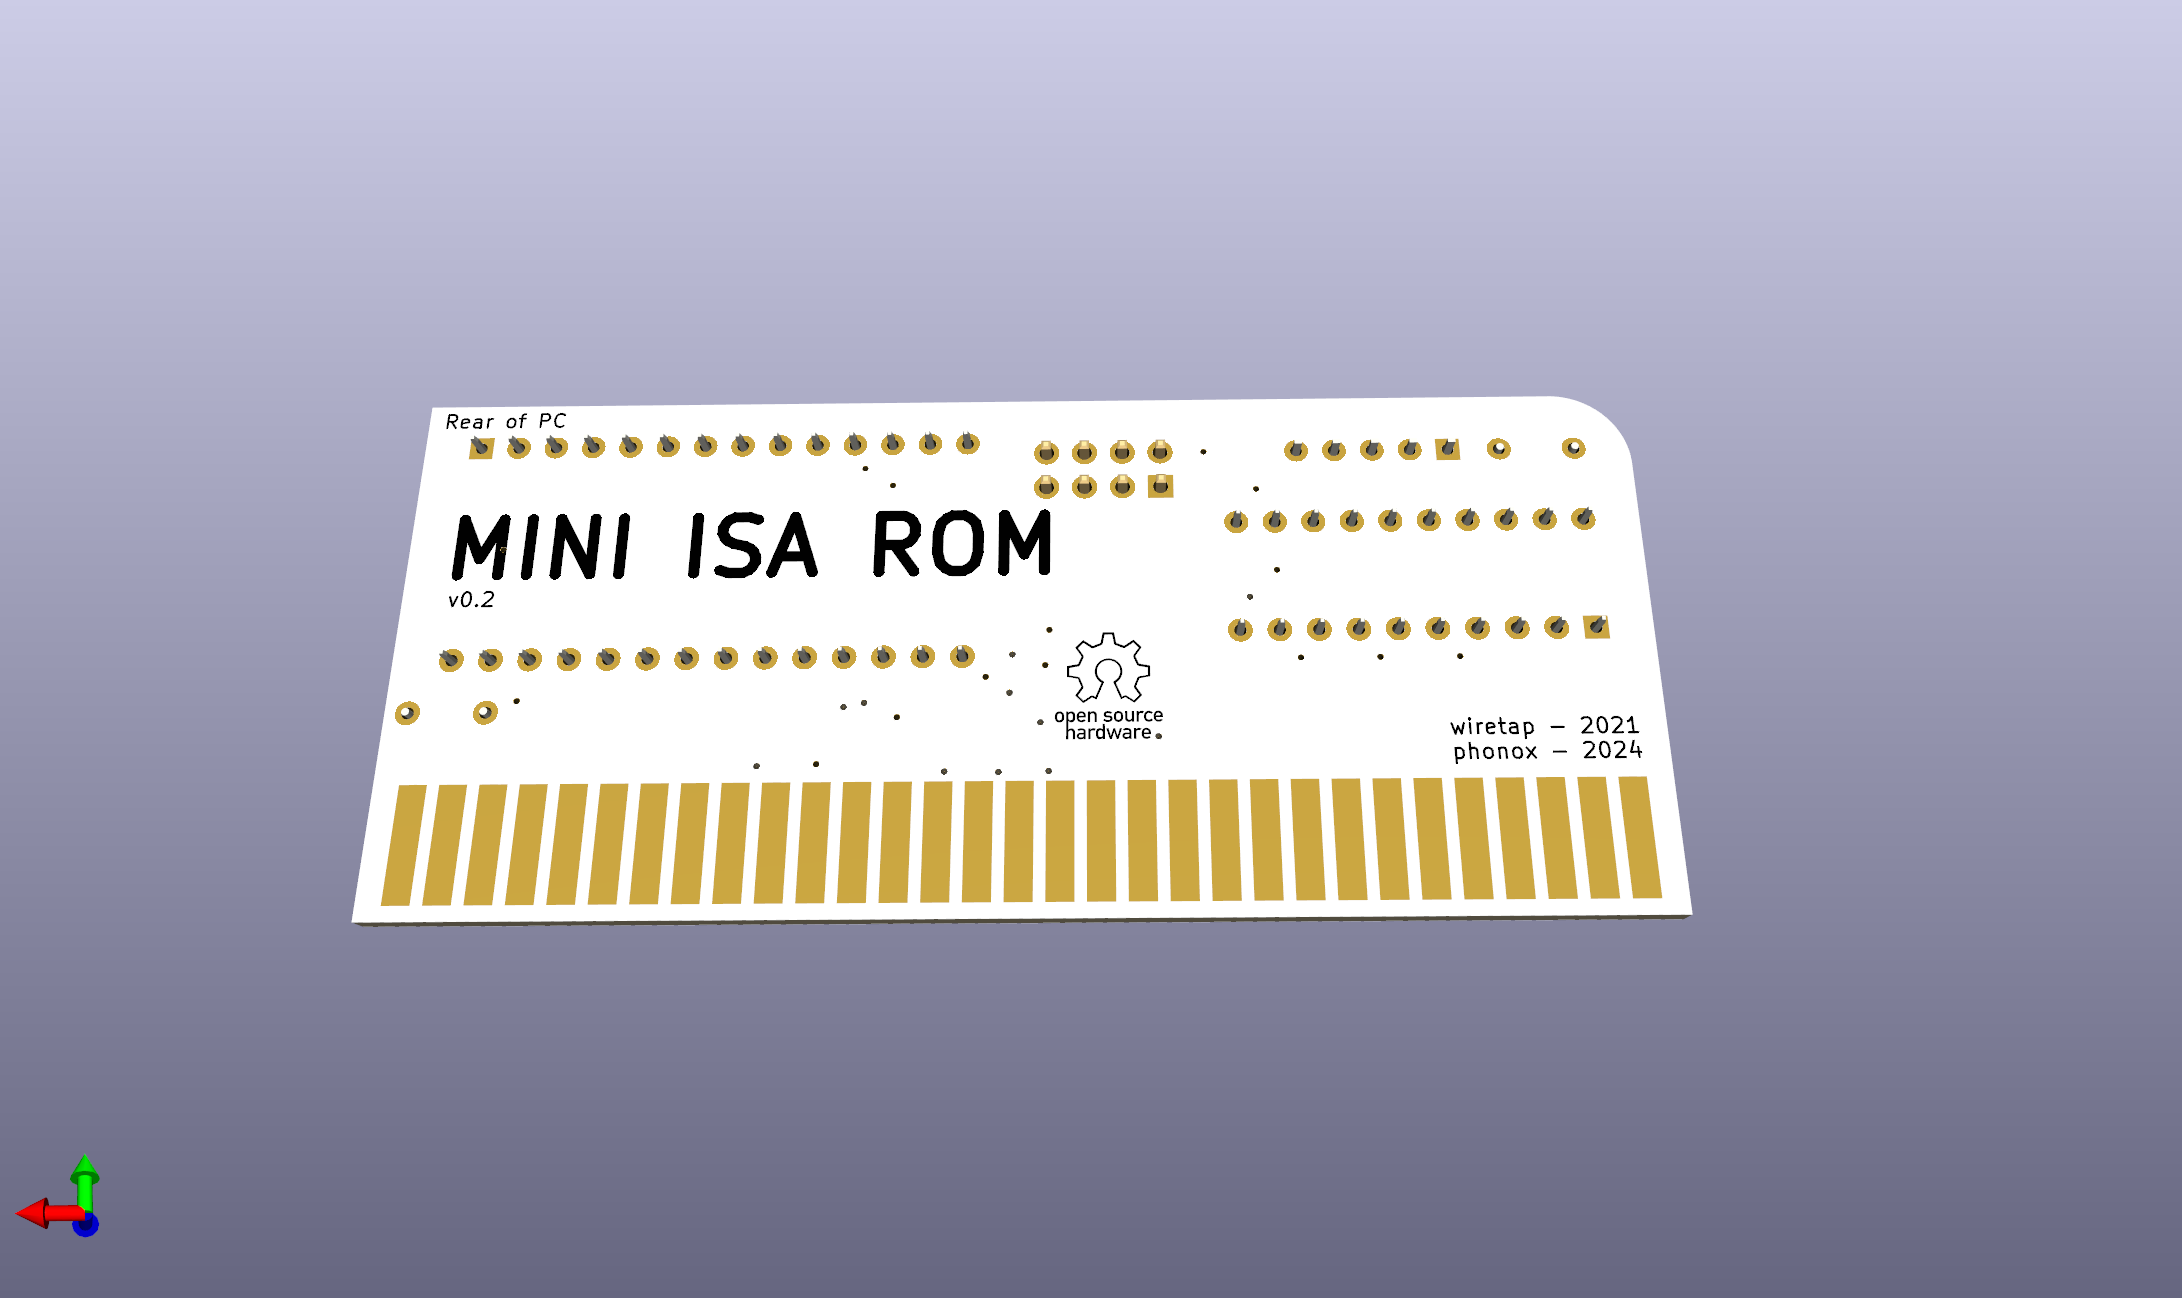 Rear of PC
MINI ISA ROM
v0.2
open source
hardware
wiretap – 2021
phonox – 2024